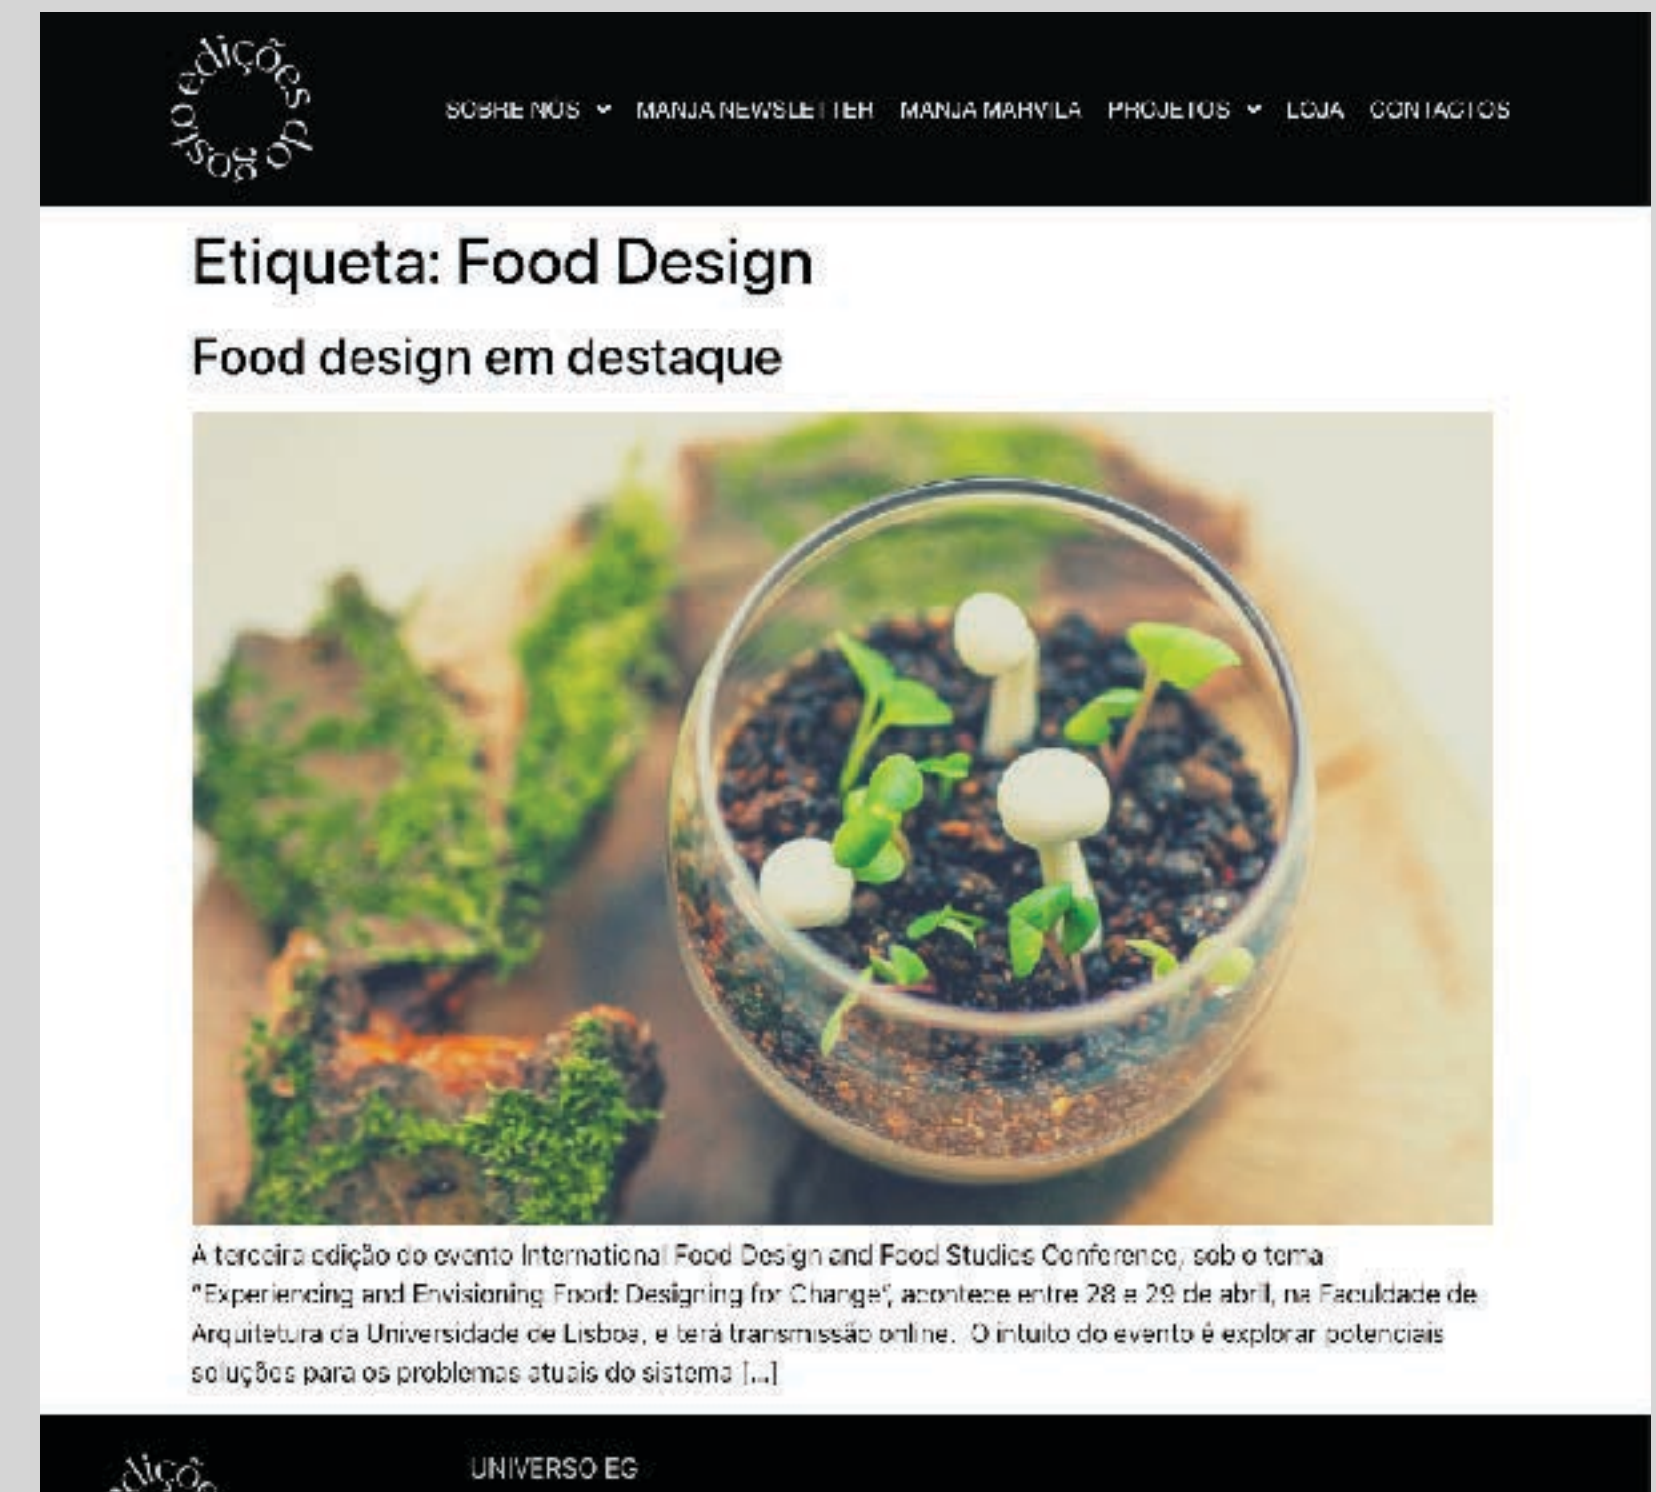 edições do gosto
SOBRE NÓS MANJA NEWSLETTER MANJA MARVILA PROJETOS LOJA CONTACTOS
Etiqueta: Food Design
Food design em destaque
A terceira edição do evento International Food Design and Food Studies Conference, sob o tema
“Experiencing and Envisioning Food: Designing for Change”, acontece entre 28 e 29 de abril, na Faculdade de
Arquitetura da Universidade de Lisboa, e terá transmissão online. O intuito do evento é explorar potenciais
soluções para os problemas atuais do sistema [...]
UNIVERSO EG